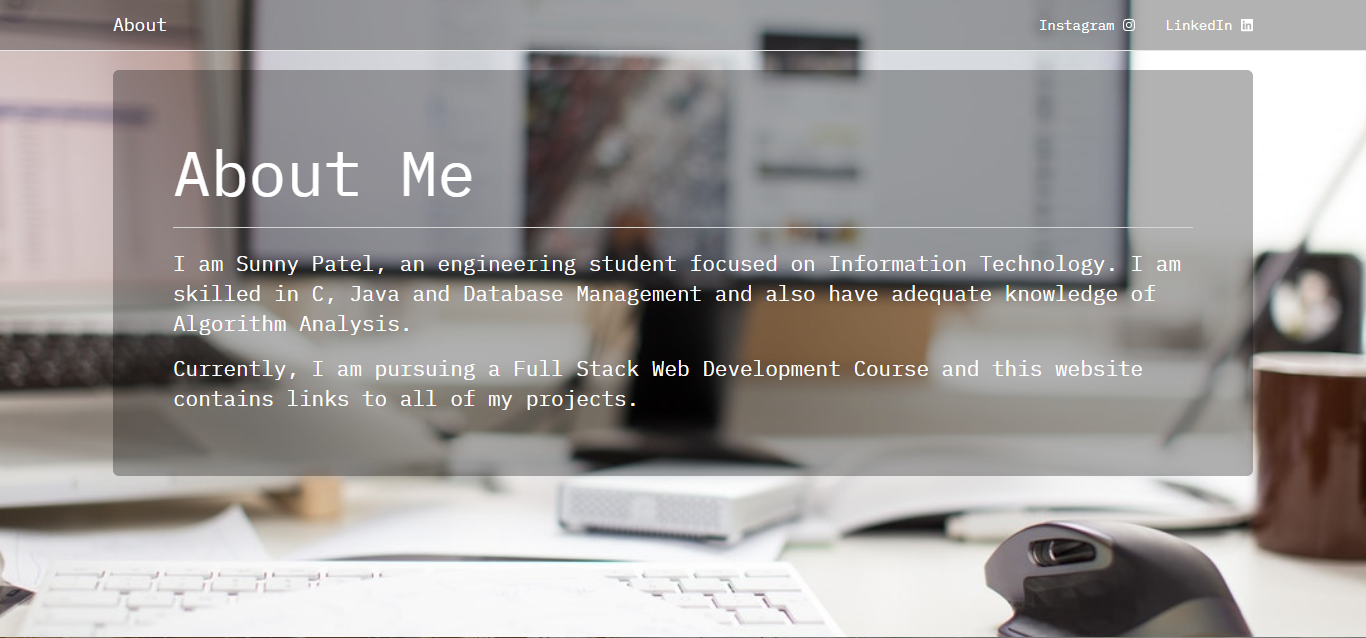 About
Instagram
LinkedIn
About Me
I am Sunny Patel, an engineering student focused on Information Technology. I am
skilled in C, Java and Database Management and also have adequate knowledge of
Algorithm Analysis.
Currently, I am pursuing a Full Stack Web Development Course and this website
contains links to all of my projects.